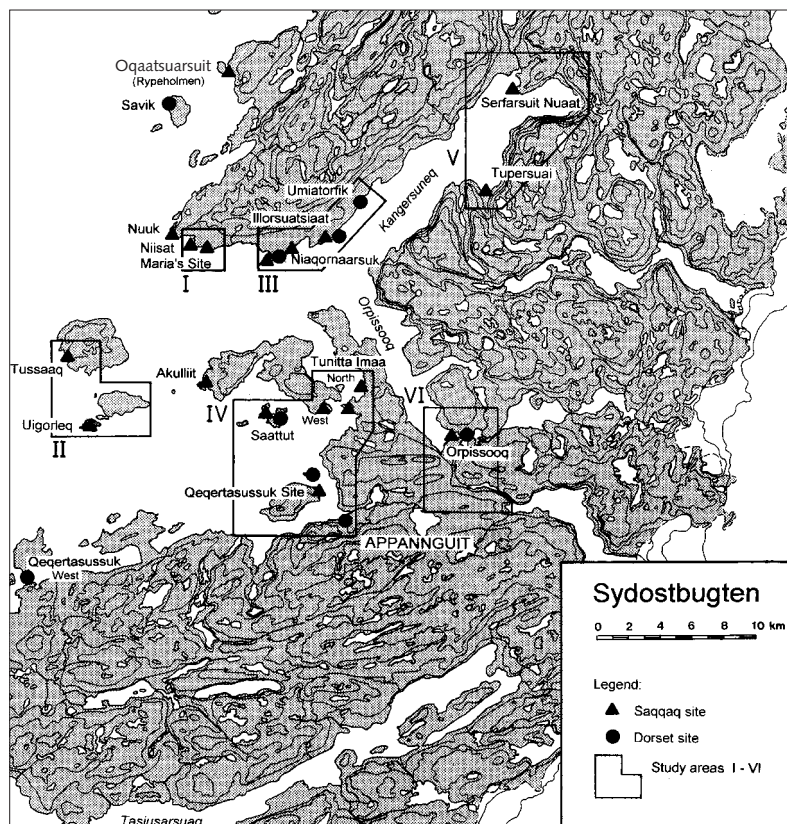 Oqaatsuarsuit
(Rypeholmen)
Savik
Serfarsuit Nuaat
V
Tupersuai
Umiatorfik
Illorsuatsiaat
Kangersuneq
Nuuk
Niisat
Maria's Site
Niaqornaarsuk
I
III
Orpissooq
Tussaaq
Akulliit
Tunitta Imaa
North
IV
West
VI
Uigorleq
II
Saattut
Orpissooq
Qeqertasussuk Site
APPANNGUIT
Qeqertasussuk
West
Sydostbugten
0 2 4 6 8 10 km
Legend:
Saqqaq site
Dorset site
Study areas I - VI
Tasiusarsuaq